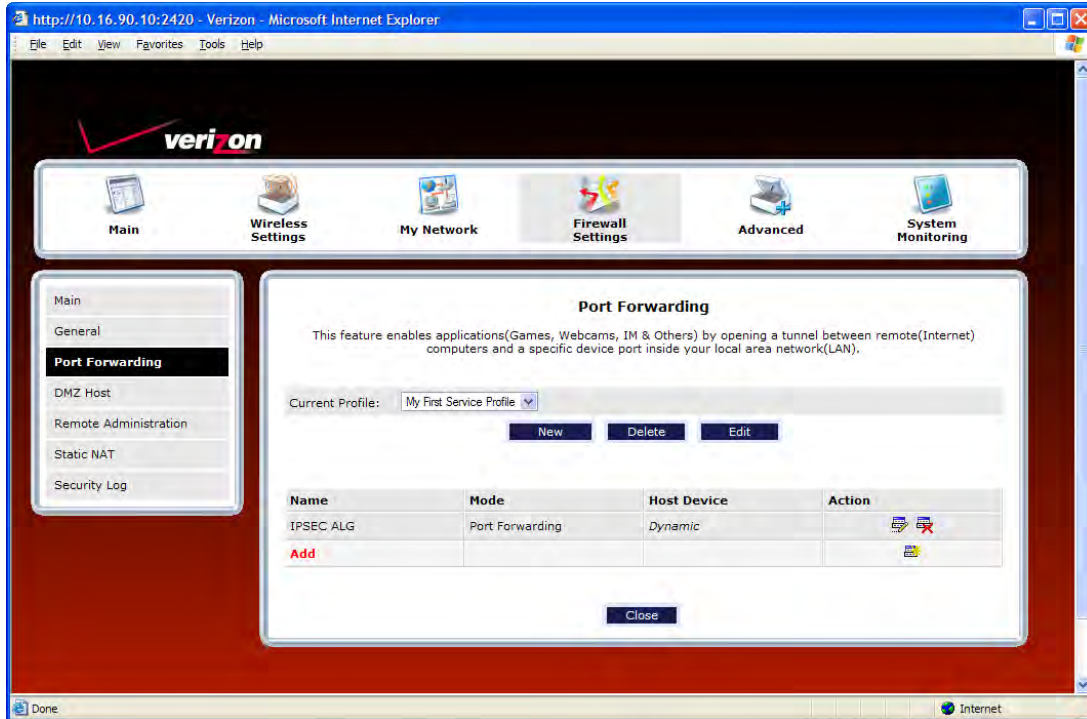 http://10.16.90.10:2420 - Verizon - Microsoft Internet Explorer
File Edit View Favorites Tools Help
verizon
Main
Wireless Settings
My Network
Firewall Settings
Advanced
System Monitoring
Main
General
Port Forwarding
DMZ Host
Remote Administration
Static NAT
Security Log
Port Forwarding
This feature enables applications(Games, Webcams, IM & Others) by opening a tunnel between remote(Internet)
computers and a specific device port inside your local area network(LAN).
Current Profile: My First Service Profile
New Delete Edit
Name Mode Host Device Action
IPSEC ALG Port Forwarding Dynamic
Add
Close
Done Internet